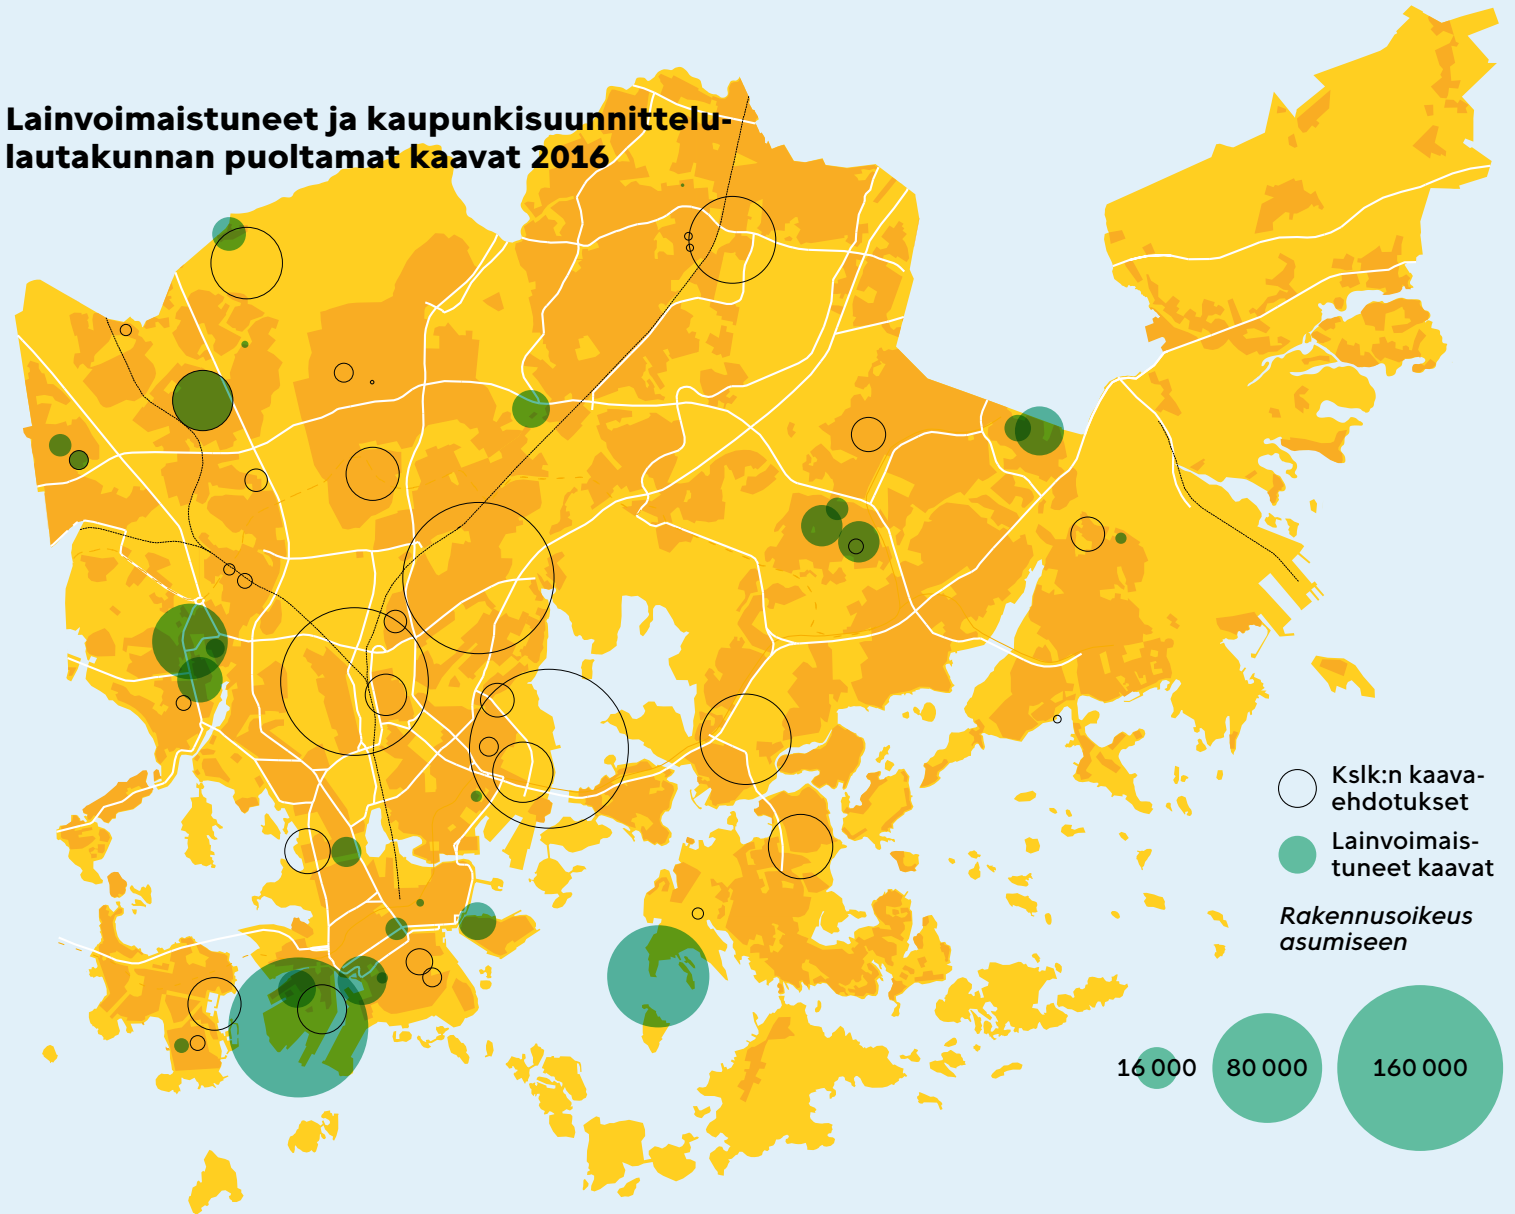 Lainvoimaistuneet ja kaupunkisuunnittelu-
lautakunnan puoltamat kaavat 2016
Kslk:n kaava-
ehdotukset
Lainvoimais-
tuneet kaavat
Rakennusoikeus
asumiseen
16 000
80 000
160 000